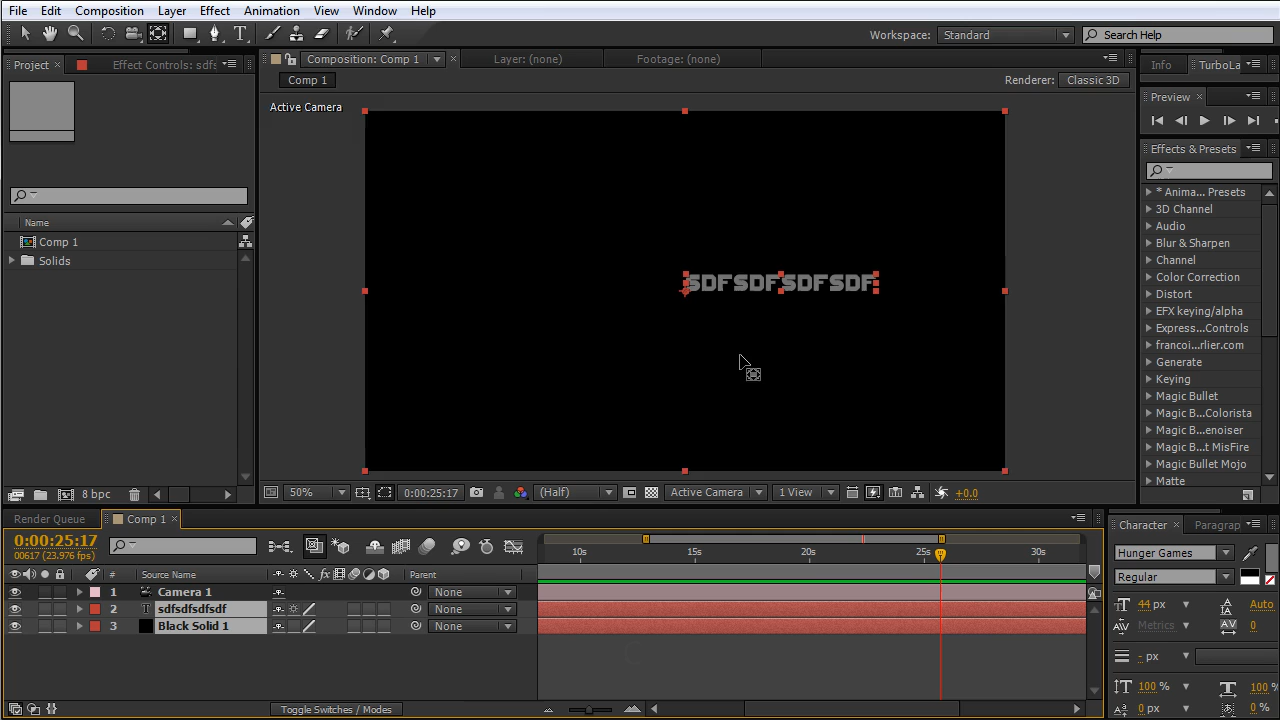 File Edit Composition Layer Effect Animation View Window Help
Workspace: Standard Search Help
Project Effect Controls: sdfs
Composition: Comp 1 Layer: (none) Footage: (none)
Info TurboLa
Comp 1 Renderer: Classic 3D
Preview
Active Camera
Effects & Presets
* Anima... Presets
3D Channel
Audio
Name Blur & Sharpen
Comp 1 Channel
Solids Color Correction
Distort
SDFSDFSDFSDF
EFX keying/alpha
Express...Controls
francoi...rlier.com
Generate
Keying
Magic Bullet
Magic B...Colorista
Magic B...enoiser
Magic B...t MisFire
Magic Bullet Mojo
Matte
8 bpc 50% 0:00:25:17 (Half) Active Camera 1 View +0.0
Render Queue Comp 1 Character Paragrap
0:00:25:17
00617 (23.976 fps) 10s 15s 20s 25s 30s
Hunger Games
# Source Name Parent Regular
1 Camera 1 None
2 sdfsdfsdfsdf None 44 px Auto
3 Black Solid 1 None Metrics 0
- px
100 % 100 %
Toggle Switches / Modes 0 px 0 %